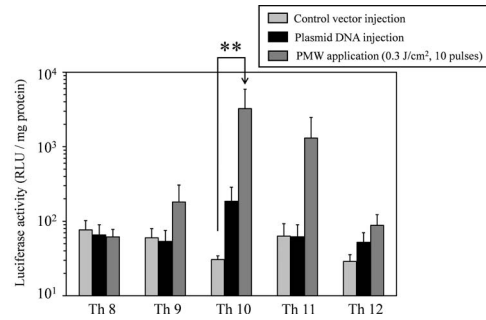 Control vector injection
Plasmid DNA injection
PMW application (0.3 J/cm², 10 pulses)
**
Luciferase activity (RLU / mg protein)
10⁴
10³
10²
10¹
Th 8 Th 9 Th 10 Th 11 Th 12